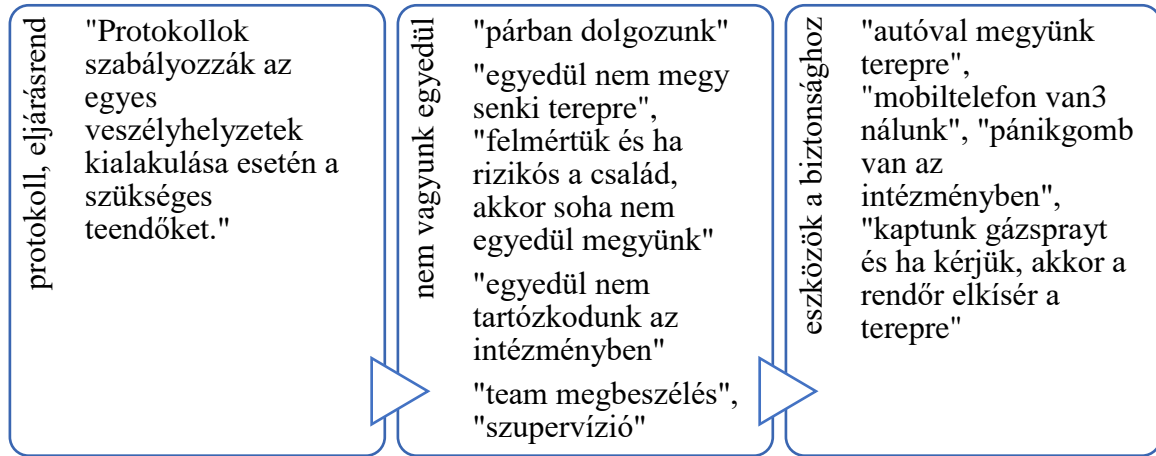 protokoll, eljárásrend
"Protokollok
szabályozzák az
egyes
veszélyhelyzetek
kialakulása esetén a
szükséges
teendőket."
nem vagyunk egyedül
"párban dolgozunk"
"egyedül nem megy
senki terepre",
"felmértük és ha
rizikós a család,
akkor soha nem
egyedül megyünk"
"egyedül nem
tartózkodunk az
intézményben"
"team megbeszélés",
"szupervízió"
eszközök a biztonsághoz
"autóval megyünk
terepre",
"mobiltelefon van3
nálunk", "pánikgomb
van az
intézményben",
"kaptunk gázsprayt
és ha kérjük, akkor a
rendőr elkísér a
terepre"